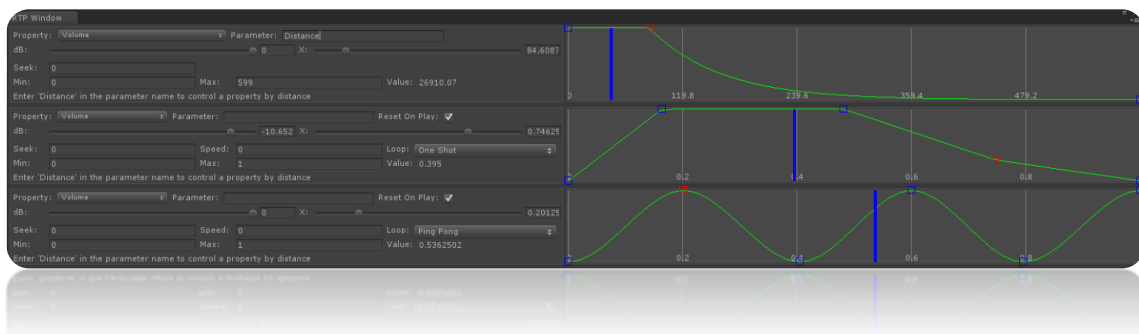 RTP Window
Property: Volume Parameter: Distance
dB: 0 X: 84.6087
Seek: 0
Min: 0 Max: 599 Value: 26910.07
Enter 'Distance' in the parameter name to control a property by distance
0 119.8 239.6 359.4 479.2
Property: Volume Parameter: Reset On Play:
dB: -10.652 X: 0.74625
Seek: 0 Speed: 0 Loop: One Shot
Min: 0 Max: 1 Value: 0.395
Enter 'Distance' in the parameter name to control a property by distance
0 0.2 0.4 0.6 0.8
Property: Volume Parameter: Reset On Play:
dB: 0 X: 0.20125
Seek: 0 Speed: 0 Loop: Ping Pong
Min: 0 Max: 1 Value: 0.5362502
Enter 'Distance' in the parameter name to control a property by distance
0 0.2 0.4 0.6 0.8